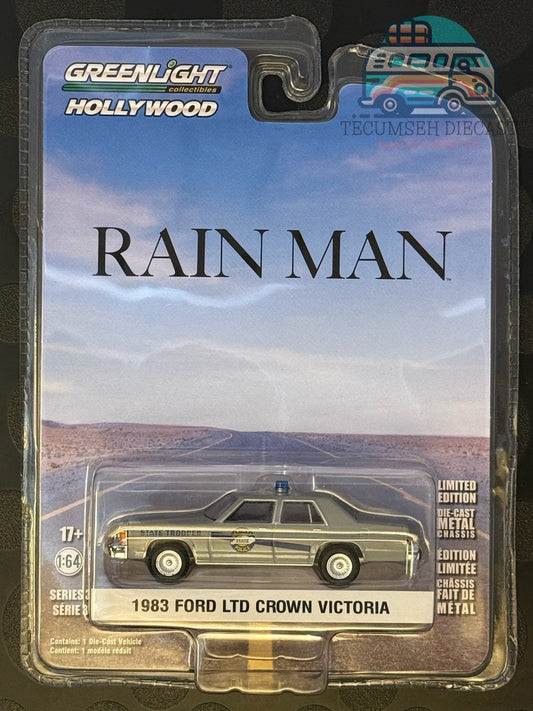 GREENLIGHT
collectibles
HOLLYWOOD
TECUMSEH DIECAST
RAIN MAN
TM
LIMITED
EDITION
DIE-CAST
METAL
CHASSIS
17+
1:64
ÉDITION
LIMITÉE
CHÂSSIS
FAIT DE
MÉTAL
STATE TROOPER
SERIES 3
SÉRIE 3
1983 FORD LTD CROWN VICTORIA
Contains: 1 Die-Cast Vehicle
Contient: 1 modèle réduit